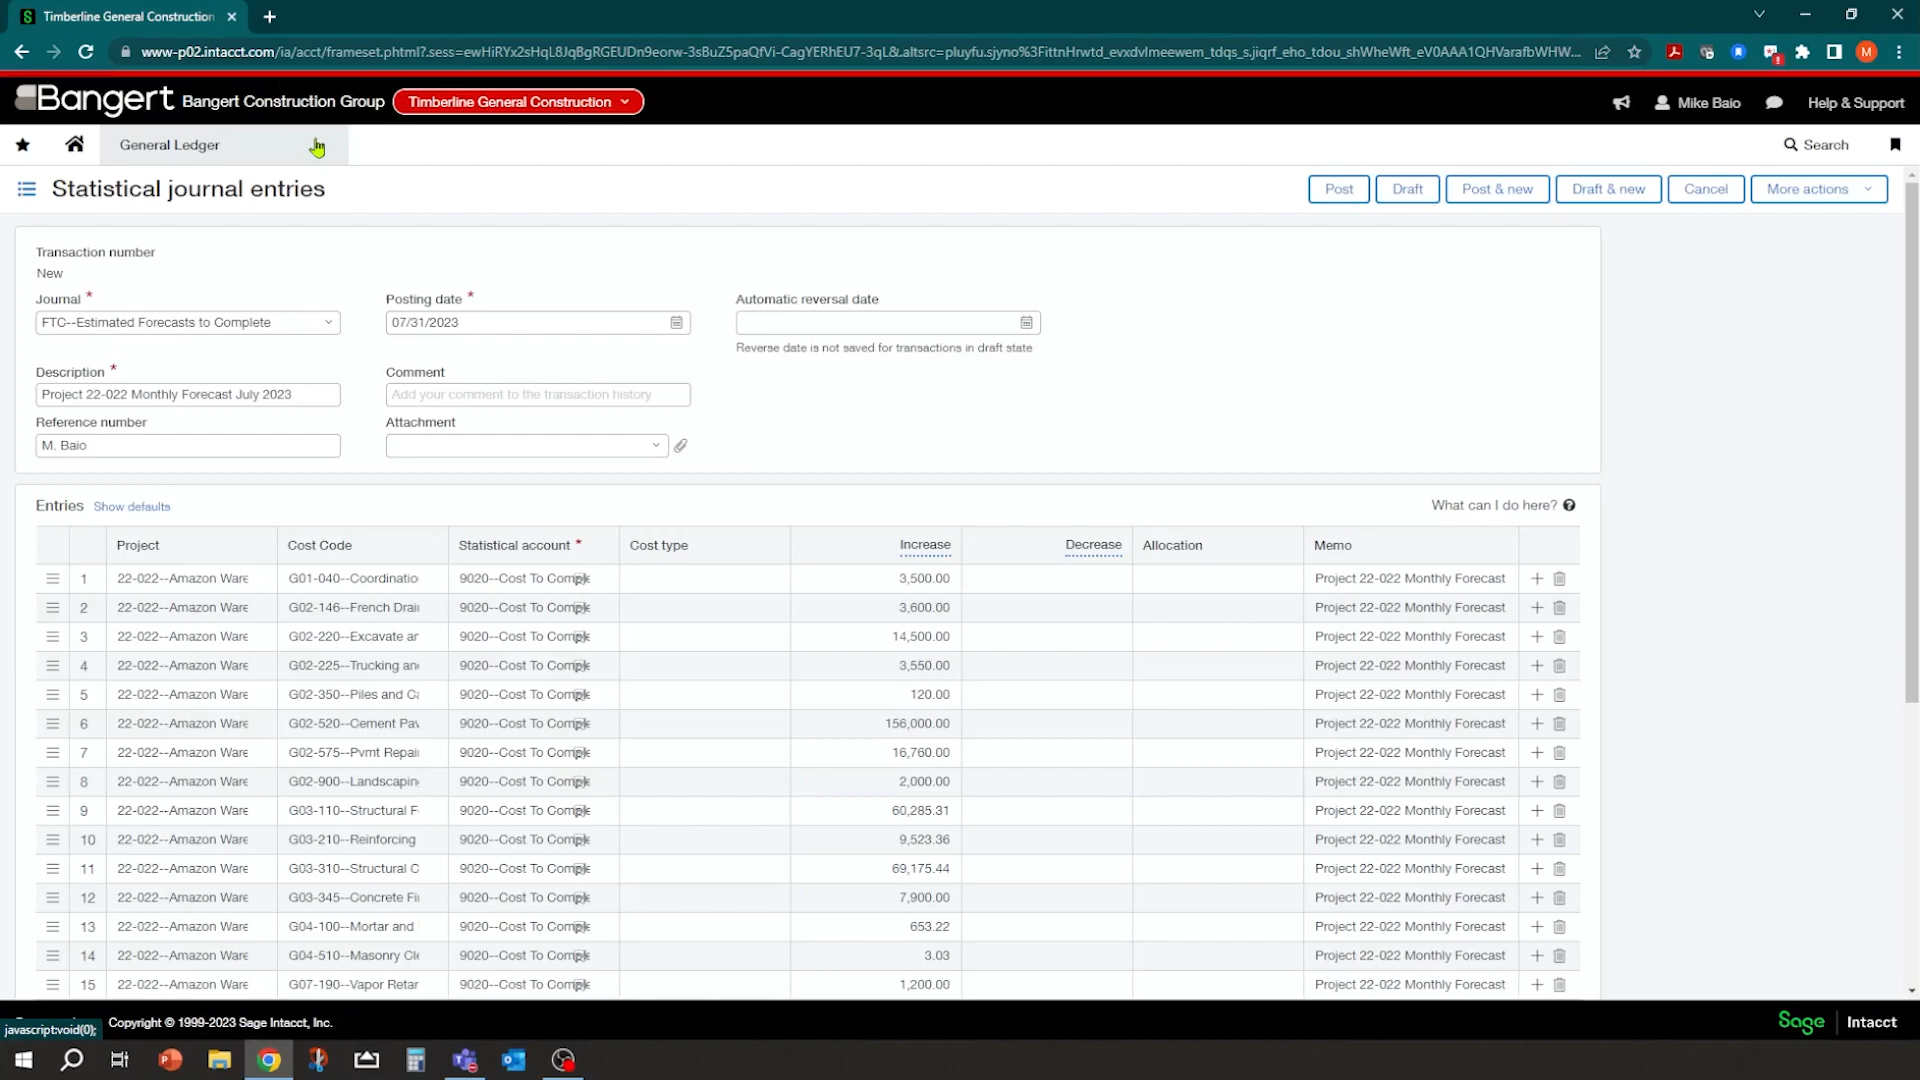 Timberline General Construction
www-p02.intacct.com/ia/acct/frameset.phtml?.sess=
Bangert Bangert Construction Group Timberline General Construction
Mike Baio Help & Support
General Ledger
Search
Statistical journal entries
Post Draft Post & new Draft & new Cancel More actions
Transaction number
New
Journal * Posting date * Automatic reversal date
FTC--Estimated Forecasts to Complete 07/31/2023
Reverse date is not saved for transactions in draft state
Description * Comment
Project 22-022 Monthly Forecast July 2023 Add your comment to the transaction history
Reference number Attachment
M. Baio
Entries Show defaults What can I do here?
Project Cost Code Statistical account * Cost type Increase Decrease Allocation Memo
1 22-022--Amazon Ware G01-040--Coordinatio 9020--Cost To Comple 3,500.00 Project 22-022 Monthly Forecast
2 22-022--Amazon Ware G02-146--French Drai 9020--Cost To Comple 3,600.00 Project 22-022 Monthly Forecast
3 22-022--Amazon Ware G02-220--Excavate ar 9020--Cost To Comple 14,500.00 Project 22-022 Monthly Forecast
4 22-022--Amazon Ware G02-225--Trucking an 9020--Cost To Comple 3,550.00 Project 22-022 Monthly Forecast
5 22-022--Amazon Ware G02-350--Piles and Ca 9020--Cost To Comple 120.00 Project 22-022 Monthly Forecast
6 22-022--Amazon Ware G02-520--Cement Pav 9020--Cost To Comple 156,000.00 Project 22-022 Monthly Forecast
7 22-022--Amazon Ware G02-575--Pvmt Repai 9020--Cost To Comple 16,760.00 Project 22-022 Monthly Forecast
8 22-022--Amazon Ware G02-900--Landscapin 9020--Cost To Comple 2,000.00 Project 22-022 Monthly Forecast
9 22-022--Amazon Ware G03-110--Structural F 9020--Cost To Comple 60,285.31 Project 22-022 Monthly Forecast
10 22-022--Amazon Ware G03-210--Reinforcing 9020--Cost To Comple 9,523.36 Project 22-022 Monthly Forecast
11 22-022--Amazon Ware G03-310--Structural C 9020--Cost To Comple 69,175.44 Project 22-022 Monthly Forecast
12 22-022--Amazon Ware G03-345--Concrete Fi 9020--Cost To Comple 7,900.00 Project 22-022 Monthly Forecast
13 22-022--Amazon Ware G04-100--Mortar and 9020--Cost To Comple 653.22 Project 22-022 Monthly Forecast
14 22-022--Amazon Ware G04-510--Masonry Cle 9020--Cost To Comple 3.03 Project 22-022 Monthly Forecast
15 22-022--Amazon Ware G07-190--Vapor Retar 9020--Cost To Comple 1,200.00 Project 22-022 Monthly Forecast
javascript:void(0); Copyright © 1999-2023 Sage Intacct, Inc. Sage Intacct